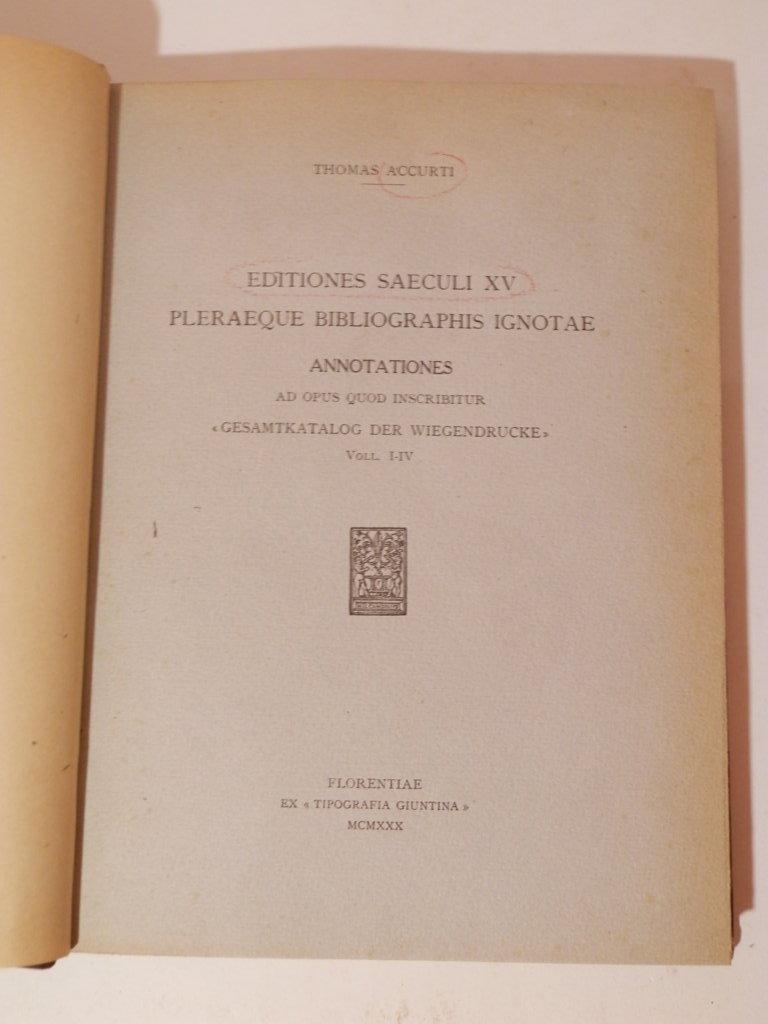 THOMAS ACCURTI
EDITIONES SAECULI XV
PLERAEQUE BIBLIOGRAPHIS IGNOTAE
ANNOTATIONES
AD OPUS QUOD INSCRIBITUR
«GESAMTKATALOG DER WIEGENDRUCKE»
VOLL. I-IV
FLORENTIAE
EX « TIPOGRAFIA GIUNTINA »
MCMXXX